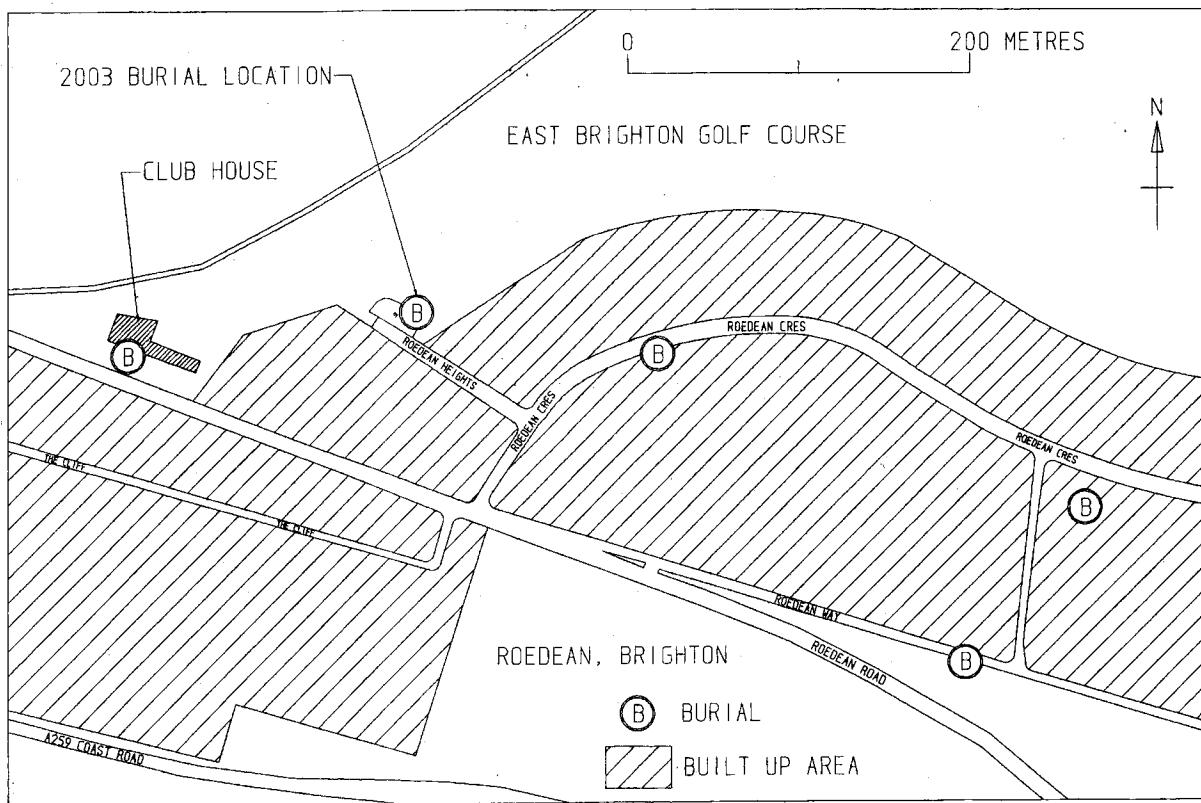 0 200 METRES
2003 BURIAL LOCATION
N
EAST BRIGHTON GOLF COURSE
CLUB HOUSE
B
ROEDEAN CRES
B
B
ROEDEAN HEIGHTS
ROEDEAN CRES
ROEDEAN CRES
THE CLIFF
B
THE CLIFF
ROEDEAN WAY
ROEDEAN, BRIGHTON
ROEDEAN ROAD
B
B BURIAL
A259 COAST ROAD
BUILT UP AREA